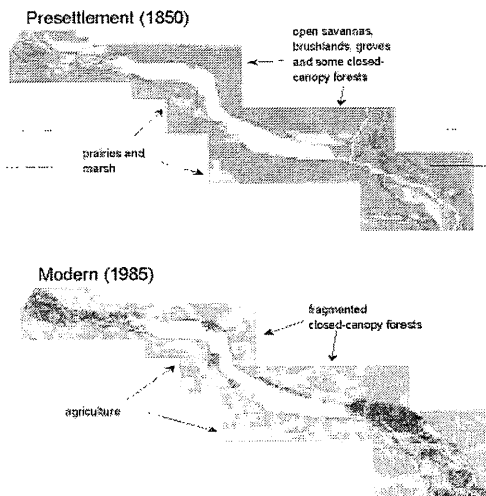 Presettlement (1850)
open savannas,
brushlands, groves
and some closed-
canopy forests
prairies and
marsh
Modern (1985)
fragmented
closed-canopy forests
agriculture